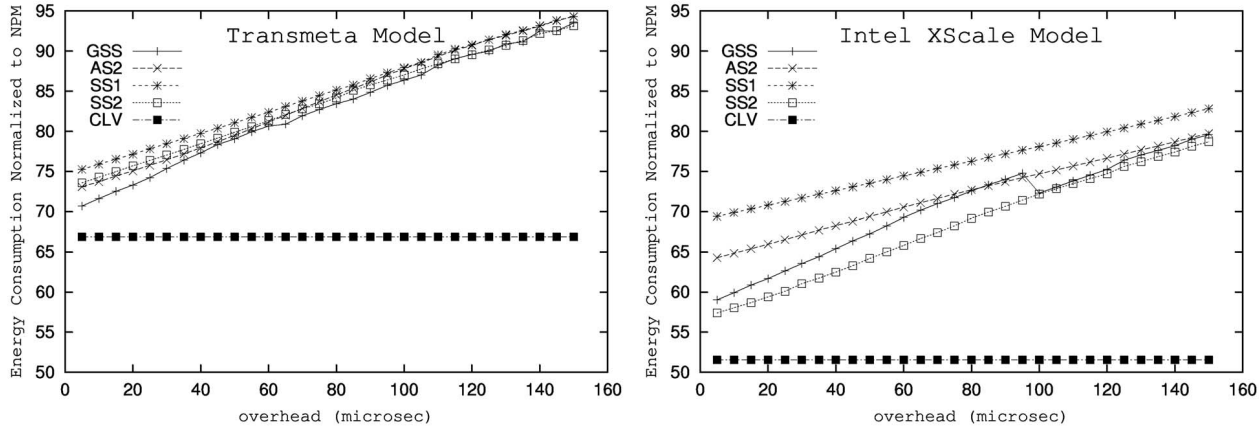 Energy Consumption Normalized to NPM
95
90
85
80
75
70
65
60
55
50
Transmeta Model
GSS
AS2
SS1
SS2
CLV
0 20 40 60 80 100 120 140 160
overhead (microsec)
Energy Consumption Normalized to NPM
95
90
85
80
75
70
65
60
55
50
Intel XScale Model
GSS
AS2
SS1
SS2
CLV
0 20 40 60 80 100 120 140 160
overhead (microsec)